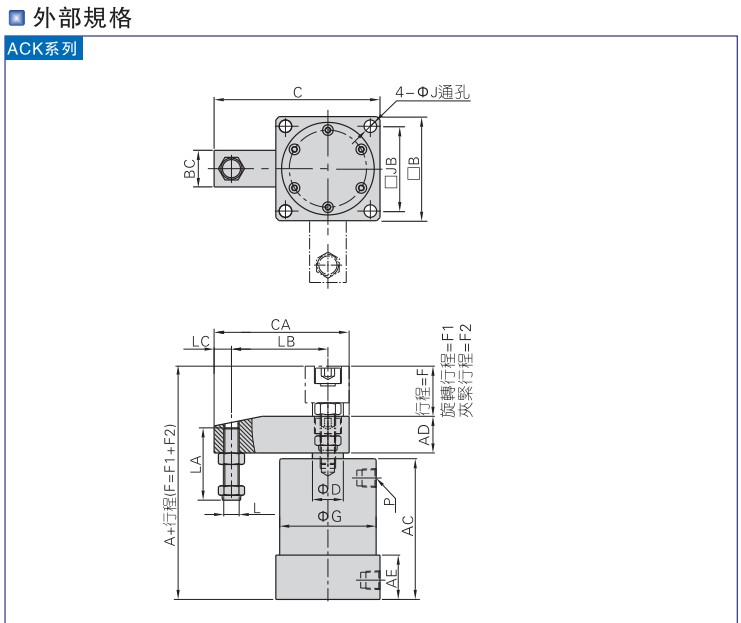 外部規格
ACK系列
C
4-ΦJ通孔
BC
□JB
□B
CA
LC
LB
行程=F
旋轉行程=F1
夾緊行程=F2
AD
A+行程(F=F1+F2)
LA
L
ΦD
ΦG
P
AC
AE